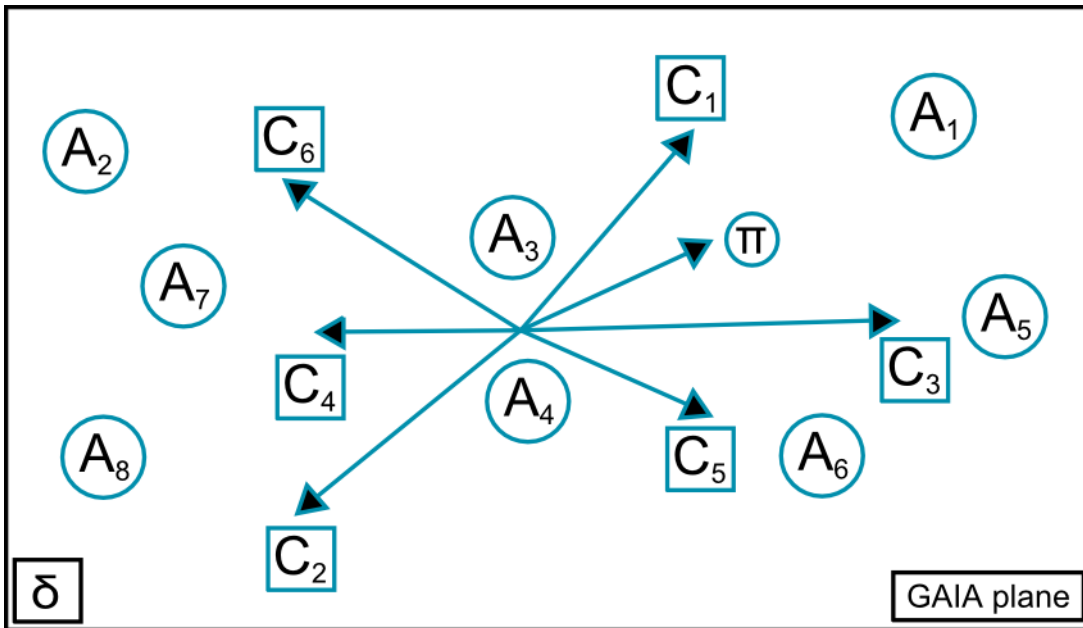 C₁
A₁
C₆
A₂
A₃
π
A₇
A₅
C₃
C₄
A₄
A₈
C₅
A₆
C₂
δ
GAIA plane